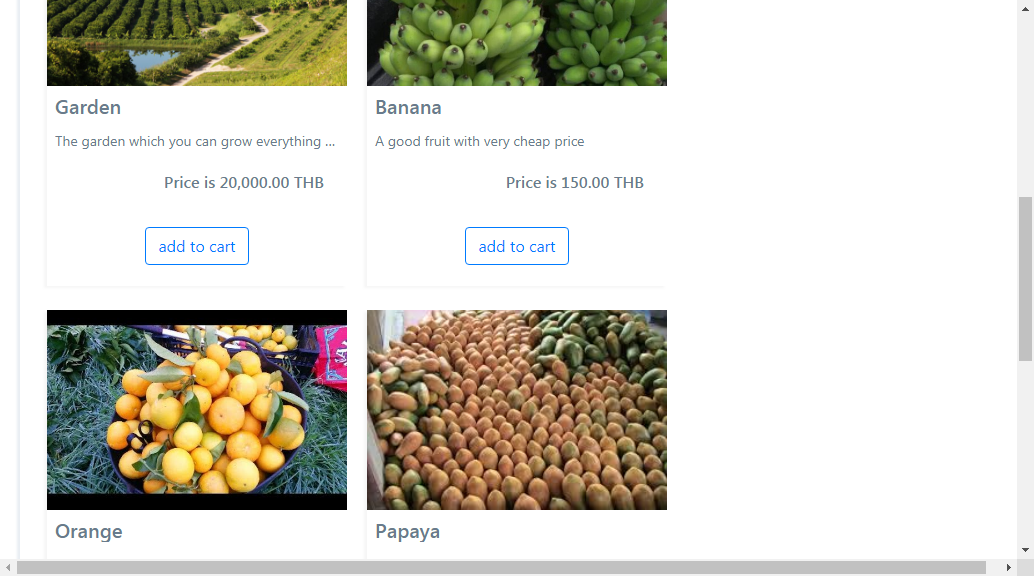 Garden
The garden which you can grow everything ...
Price is 20,000.00 THB
add to cart
Banana
A good fruit with very cheap price
Price is 150.00 THB
add to cart
Orange
Papaya